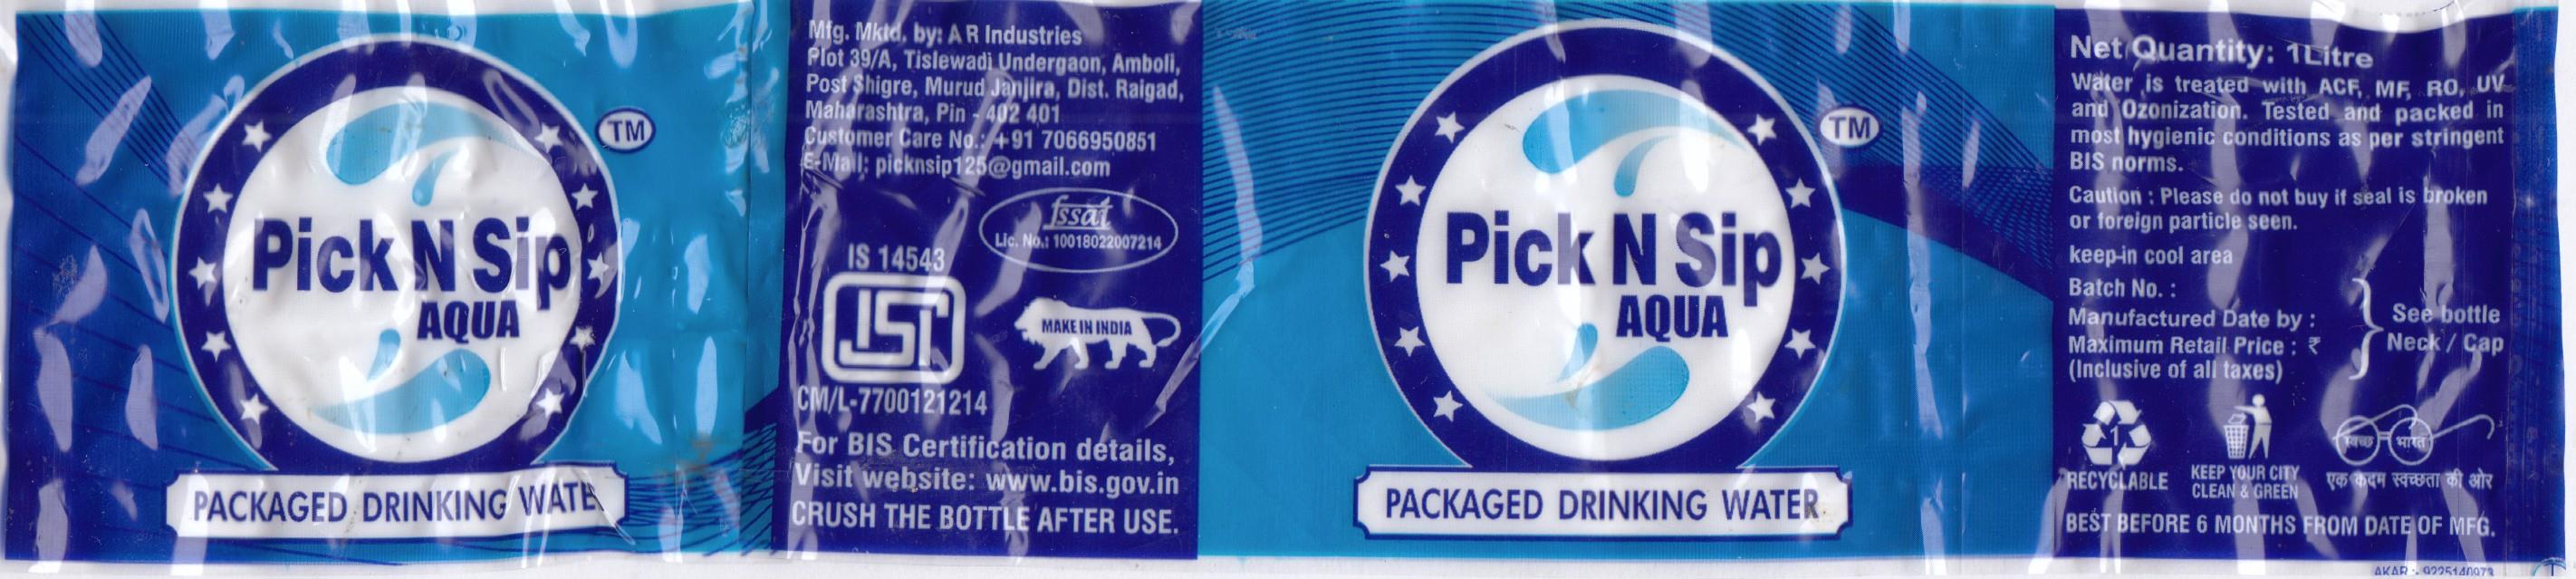 Pick N Sip
AQUA
TM
PACKAGED DRINKING WATE
Mfg. Mktd. by: A R Industries
Plot 39/A, Tislewadi Undergaon, Amboli,
Post Shigre, Murud Janjira, Dist. Raigad,
Maharashtra, Pin - 402 401
Customer Care No.: +91 7066950851
E-Mail: picknsip125@gmail.com
fssai
Lic. No.: 10018022007214
IS 14543
ISI
MAKE IN INDIA
CM/L-7700121214
For BIS Certification details,
Visit website: www.bis.gov.in
CRUSH THE BOTTLE AFTER USE.
Pick N Sip
AQUA
TM
PACKAGED DRINKING WATER
Net Quantity: 1Litre
Water is treated with ACF, MF, RO, UV
and Ozonization. Tested and packed in
most hygienic conditions as per stringent
BIS norms.
Caution : Please do not buy if seal is broken
or foreign particle seen.
keep-in cool area
Batch No. :
Manufactured Date by :
Maximum Retail Price : ₹
(Inclusive of all taxes)
See bottle
Neck / Cap
1
RECYCLABLE
KEEP YOUR CITY
CLEAN & GREEN
स्वच्छ भारत
एक कदम स्वच्छता की ओर
BEST BEFORE 6 MONTHS FROM DATE OF MFG.
AKAR :- 9225140973